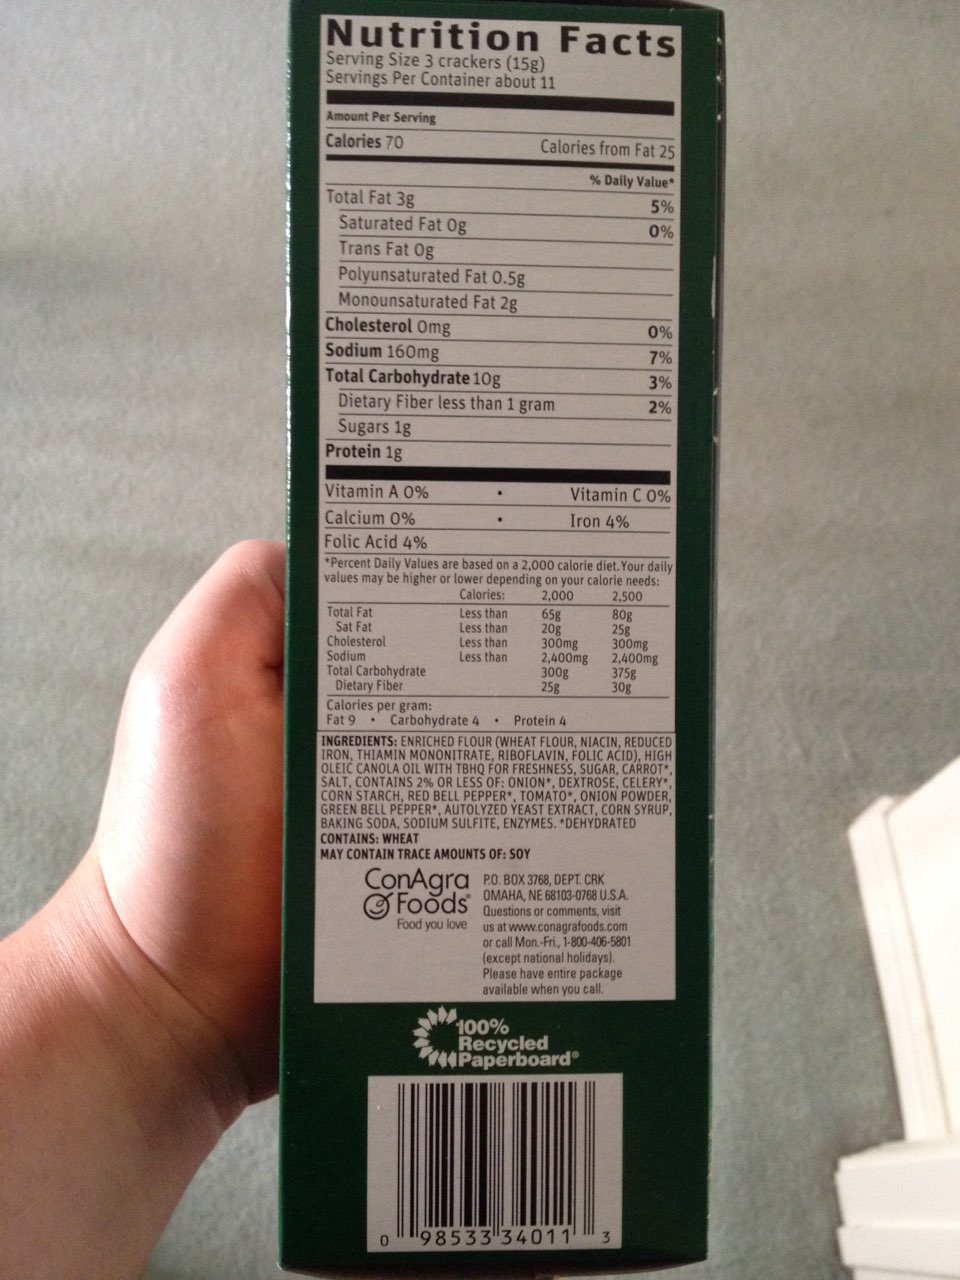 Nutrition Facts
Serving Size 3 crackers (15g)
Servings Per Container about 11
Amount Per Serving
Calories 70 Calories from Fat 25
% Daily Value*
Total Fat 3g 5%
Saturated Fat 0g 0%
Trans Fat 0g
Polyunsaturated Fat 0.5g
Monounsaturated Fat 2g
Cholesterol 0mg 0%
Sodium 160mg 7%
Total Carbohydrate 10g 3%
Dietary Fiber less than 1 gram 2%
Sugars 1g
Protein 1g
Vitamin A 0% • Vitamin C 0%
Calcium 0% • Iron 4%
Folic Acid 4%
*Percent Daily Values are based on a 2,000 calorie diet. Your daily
values may be higher or lower depending on your calorie needs:
Calories: 2,000 2,500
Total Fat Less than 65g 80g
Sat Fat Less than 20g 25g
Cholesterol Less than 300mg 300mg
Sodium Less than 2,400mg 2,400mg
Total Carbohydrate 300g 375g
Dietary Fiber 25g 30g
Calories per gram:
Fat 9 • Carbohydrate 4 • Protein 4
INGREDIENTS: ENRICHED FLOUR (WHEAT FLOUR, NIACIN, REDUCED
IRON, THIAMIN MONONITRATE, RIBOFLAVIN, FOLIC ACID), HIGH
OLEIC CANOLA OIL WITH TBHQ FOR FRESHNESS, SUGAR, CARROT*,
SALT, CONTAINS 2% OR LESS OF: ONION*, DEXTROSE, CELERY*,
CORN STARCH, RED BELL PEPPER*, TOMATO*, ONION POWDER,
GREEN BELL PEPPER*, AUTOLYZED YEAST EXTRACT, CORN SYRUP,
BAKING SODA, SODIUM SULFITE, ENZYMES. *DEHYDRATED
CONTAINS: WHEAT
MAY CONTAIN TRACE AMOUNTS OF: SOY
ConAgra
Foods®
Food you love
P.O. BOX 3768, DEPT. CRK
OMAHA, NE 68103-0768 U.S.A.
Questions or comments, visit
us at www.conagrafoods.com
or call Mon.-Fri., 1-800-406-5801
(except national holidays).
Please have entire package
available when you call.
100%
Recycled
Paperboard®
0 98533 34011 3